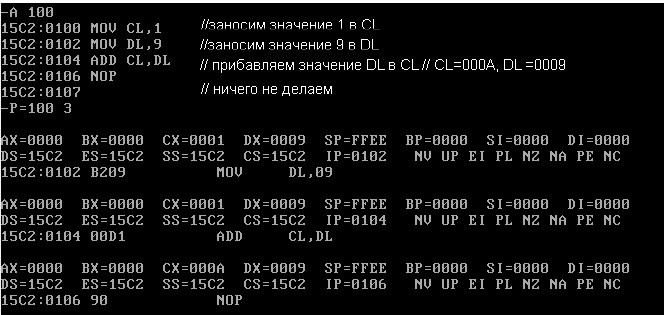 -A 100
15C2:0100 MOV CL,1 //заносим значение 1 в CL
15C2:0102 MOV DL,9 //заносим значение 9 в DL
15C2:0104 ADD CL,DL // прибавляем значение DL в CL // CL=000A, DL =0009
15C2:0106 NOP
15C2:0107 // ничего не делаем
-P=100 3
AX=0000 BX=0000 CX=0001 DX=0009 SP=FFEE BP=0000 SI=0000 DI=0000
DS=15C2 ES=15C2 SS=15C2 CS=15C2 IP=0102 NV UP EI PL NZ NA PE NC
15C2:0102 B209 MOV DL,09
AX=0000 BX=0000 CX=0001 DX=0009 SP=FFEE BP=0000 SI=0000 DI=0000
DS=15C2 ES=15C2 SS=15C2 CS=15C2 IP=0104 NV UP EI PL NZ NA PE NC
15C2:0104 00D1 ADD CL,DL
AX=0000 BX=0000 CX=000A DX=0009 SP=FFEE BP=0000 SI=0000 DI=0000
DS=15C2 ES=15C2 SS=15C2 CS=15C2 IP=0106 NV UP EI PL NZ NA PE NC
15C2:0106 90 NOP